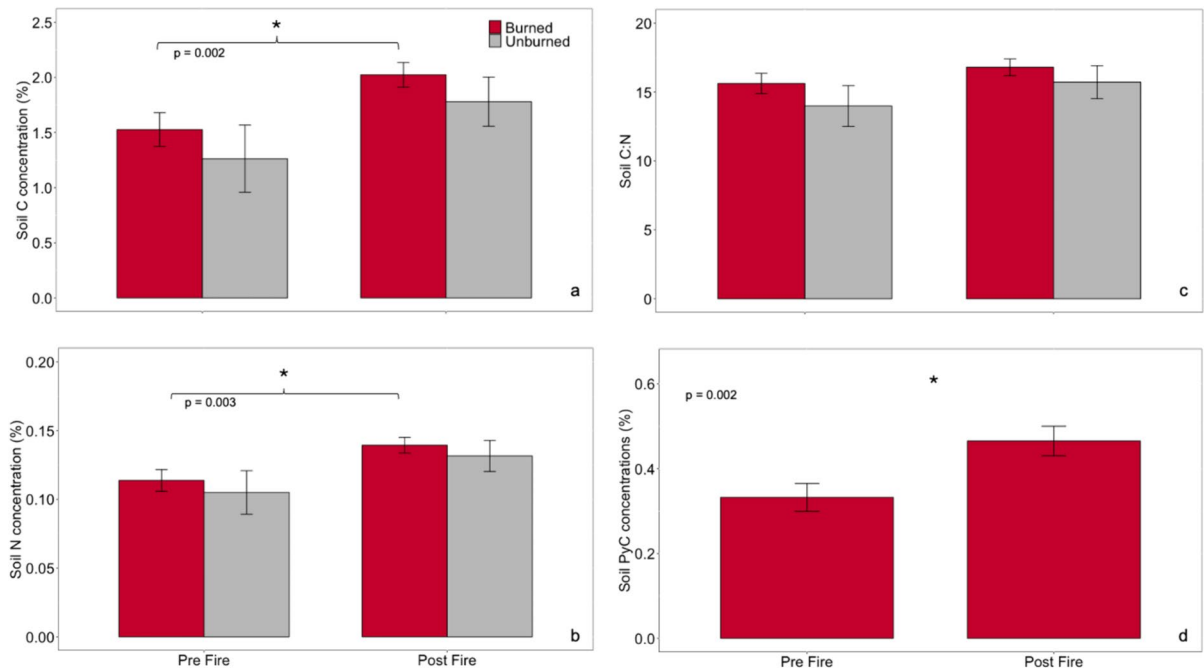 Soil C concentration (%)
2.5
2.0
1.5
1.0
0.5
0.0
*
p = 0.002
Burned
Unburned
a
Soil C:N
20
15
10
5
0
c
Soil N concentration (%)
0.20
0.15
0.10
0.05
0.00
*
p = 0.003
b
Pre Fire
Post Fire
Soil PyC concentrations (%)
0.6
0.4
0.2
0.0
p = 0.002
*
d
Pre Fire
Post Fire